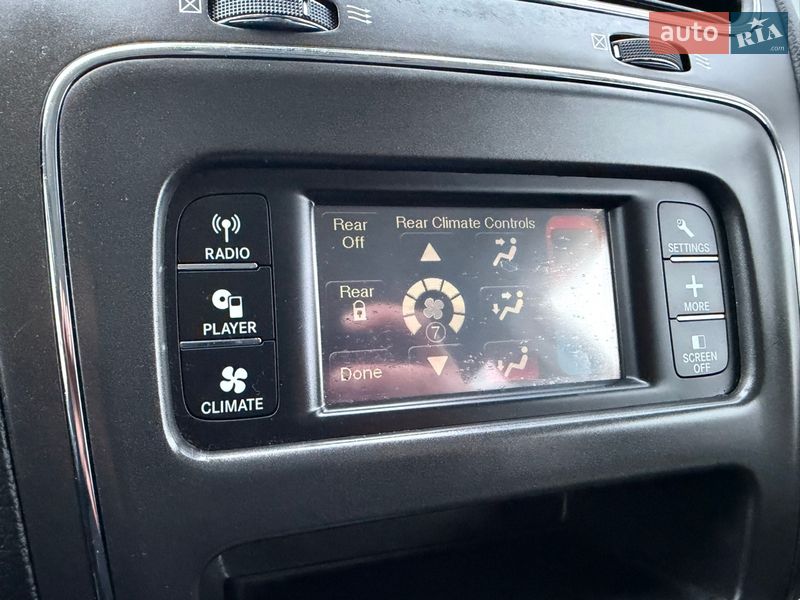 auto RIA .com
RADIO
PLAYER
CLIMATE
Rear Off
Rear Climate Controls
Rear
7
Done
SETTINGS
MORE
SCREEN OFF